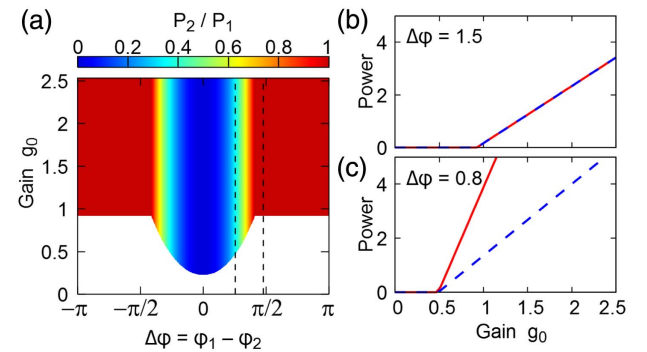 (a)
P2 / P1
0 0.2 0.4 0.6 0.8 1
Gain g0
2.5
2
1.5
1
0.5
0
−π −π/2 0 π/2 π
Δφ = φ1 − φ2
(b)
Δφ = 1.5
Power
4
2
0
(c)
Δφ = 0.8
Power
4
2
0
0 0.5 1 1.5 2 2.5
Gain g0